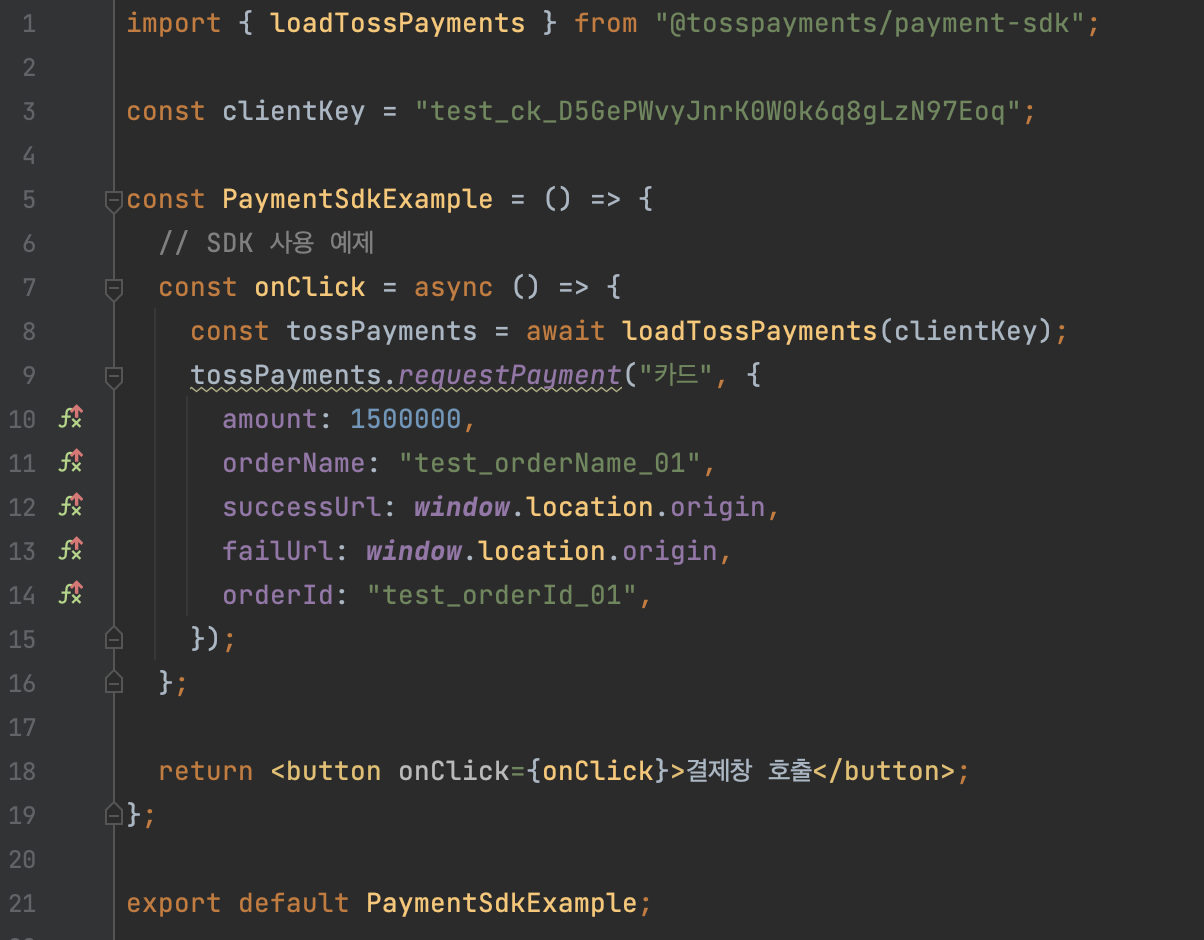 1 import { loadTossPayments } from "@tosspayments/payment-sdk";
2
3 const clientKey = "test_ck_D5GePWvyJnrK0W0k6q8gLzN97Eoq";
4
5 const PaymentSdkExample = () => {
6 // SDK 사용 예제
7 const onClick = async () => {
8 const tossPayments = await loadTossPayments(clientKey);
9 tossPayments.requestPayment("카드", {
10 amount: 1500000,
11 orderName: "test_orderName_01",
12 successUrl: window.location.origin,
13 failUrl: window.location.origin,
14 orderId: "test_orderId_01",
15 });
16 };
17
18 return <button onClick={onClick}>결제창 호출</button>;
19 };
20
21 export default PaymentSdkExample;